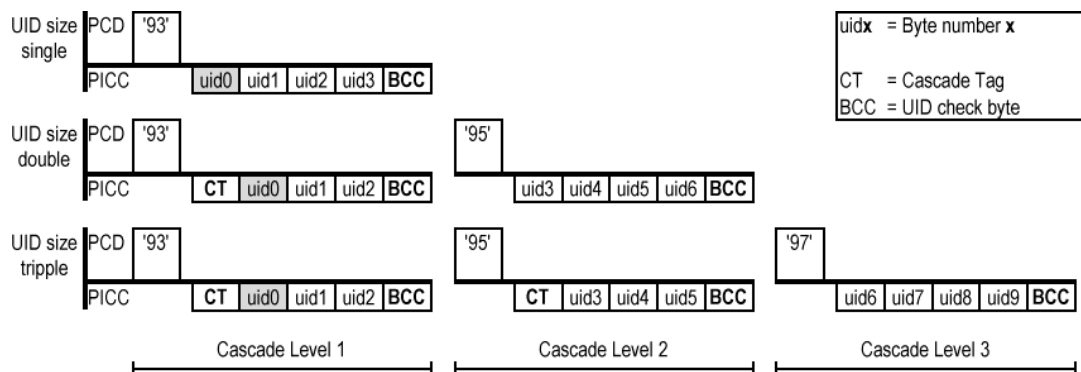 UID size single PCD '93'
PICC uid0 uid1 uid2 uid3 BCC
uidx = Byte number x
CT = Cascade Tag
BCC = UID check byte
UID size double PCD '93' '95'
PICC CT uid0 uid1 uid2 BCC uid3 uid4 uid5 uid6 BCC
UID size tripple PCD '93' '95' '97'
PICC CT uid0 uid1 uid2 BCC CT uid3 uid4 uid5 BCC uid6 uid7 uid8 uid9 BCC
Cascade Level 1 Cascade Level 2 Cascade Level 3